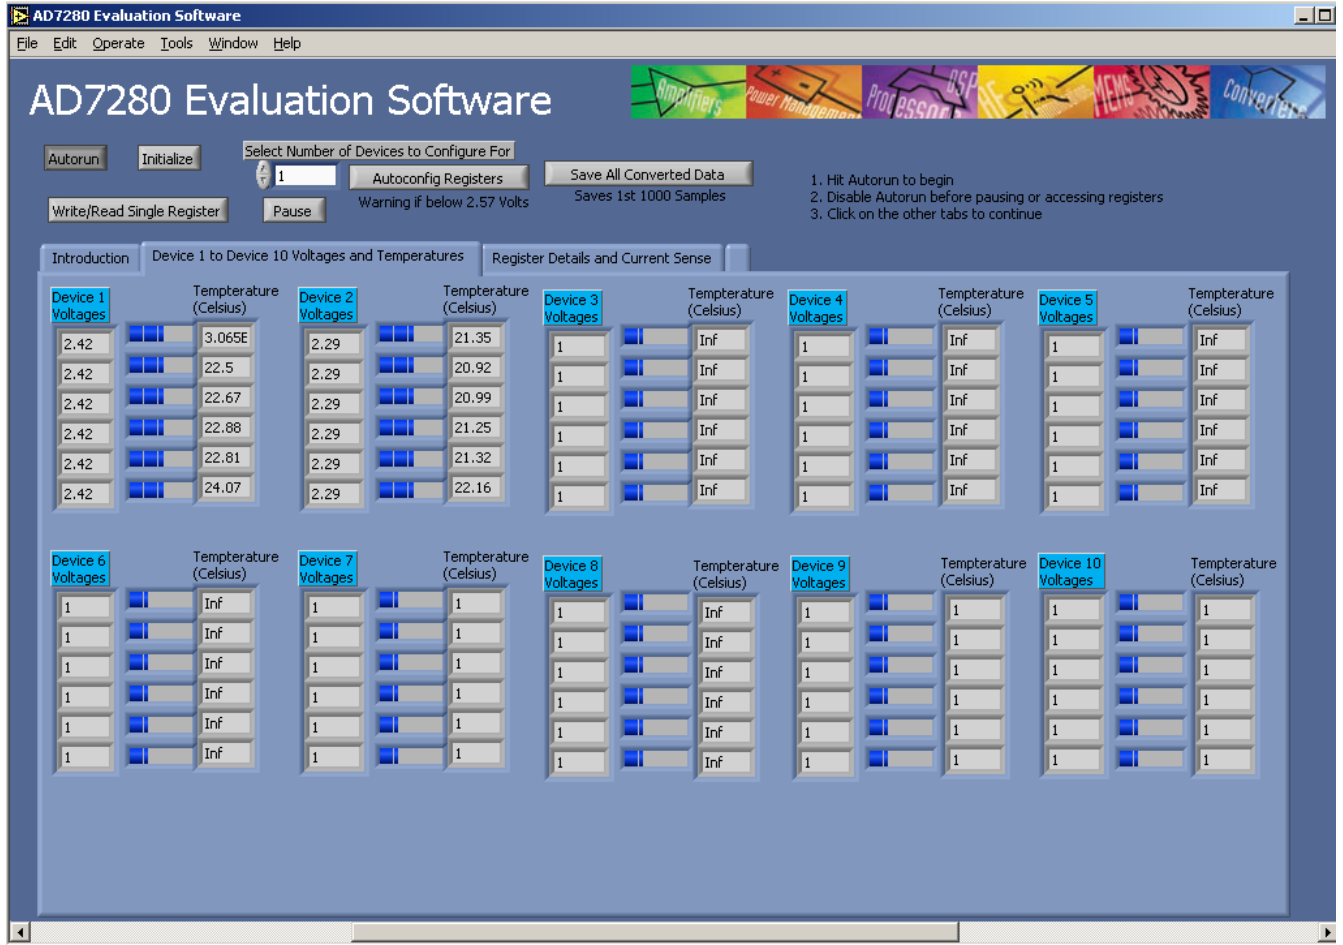 AD7280 Evaluation Software
File Edit Operate Tools Window Help
AD7280 Evaluation Software
Amplifiers Power Management Processors DSP RF MEMS Converters
Autorun Initialize Select Number of Devices to Configure For
1 Autoconfig Registers Save All Converted Data
Warning if below 2.57 Volts Saves 1st 1000 Samples
Write/Read Single Register Pause
1. Hit Autorun to begin
2. Disable Autorun before pausing or accessing registers
3. Click on the other tabs to continue
Introduction Device 1 to Device 10 Voltages and Temperatures Register Details and Current Sense
Device 1 Tempterature Device 2 Tempterature Device 3 Tempterature Device 4 Tempterature Device 5 Tempterature
Voltages (Celsius) Voltages (Celsius) Voltages (Celsius) Voltages (Celsius) Voltages (Celsius)
2.42 3.065E 2.29 21.35 1 Inf 1 Inf 1 Inf
2.42 22.5 2.29 20.92 1 Inf 1 Inf 1 Inf
2.42 22.67 2.29 20.99 1 Inf 1 Inf 1 Inf
2.42 22.88 2.29 21.25 1 Inf 1 Inf 1 Inf
2.42 22.81 2.29 21.32 1 Inf 1 Inf 1 Inf
2.42 24.07 2.29 22.16 1 Inf 1 Inf 1 Inf
Device 6 Tempterature Device 7 Tempterature Device 8 Tempterature Device 9 Tempterature Device 10 Tempterature
Voltages (Celsius) Voltages (Celsius) Voltages (Celsius) Voltages (Celsius) Voltages (Celsius)
1 Inf 1 1 1 Inf 1 1 1 1
1 Inf 1 1 1 Inf 1 1 1 1
1 Inf 1 1 1 Inf 1 1 1 1
1 Inf 1 1 1 Inf 1 1 1 1
1 Inf 1 1 1 Inf 1 1 1 1
1 Inf 1 1 1 Inf 1 1 1 1